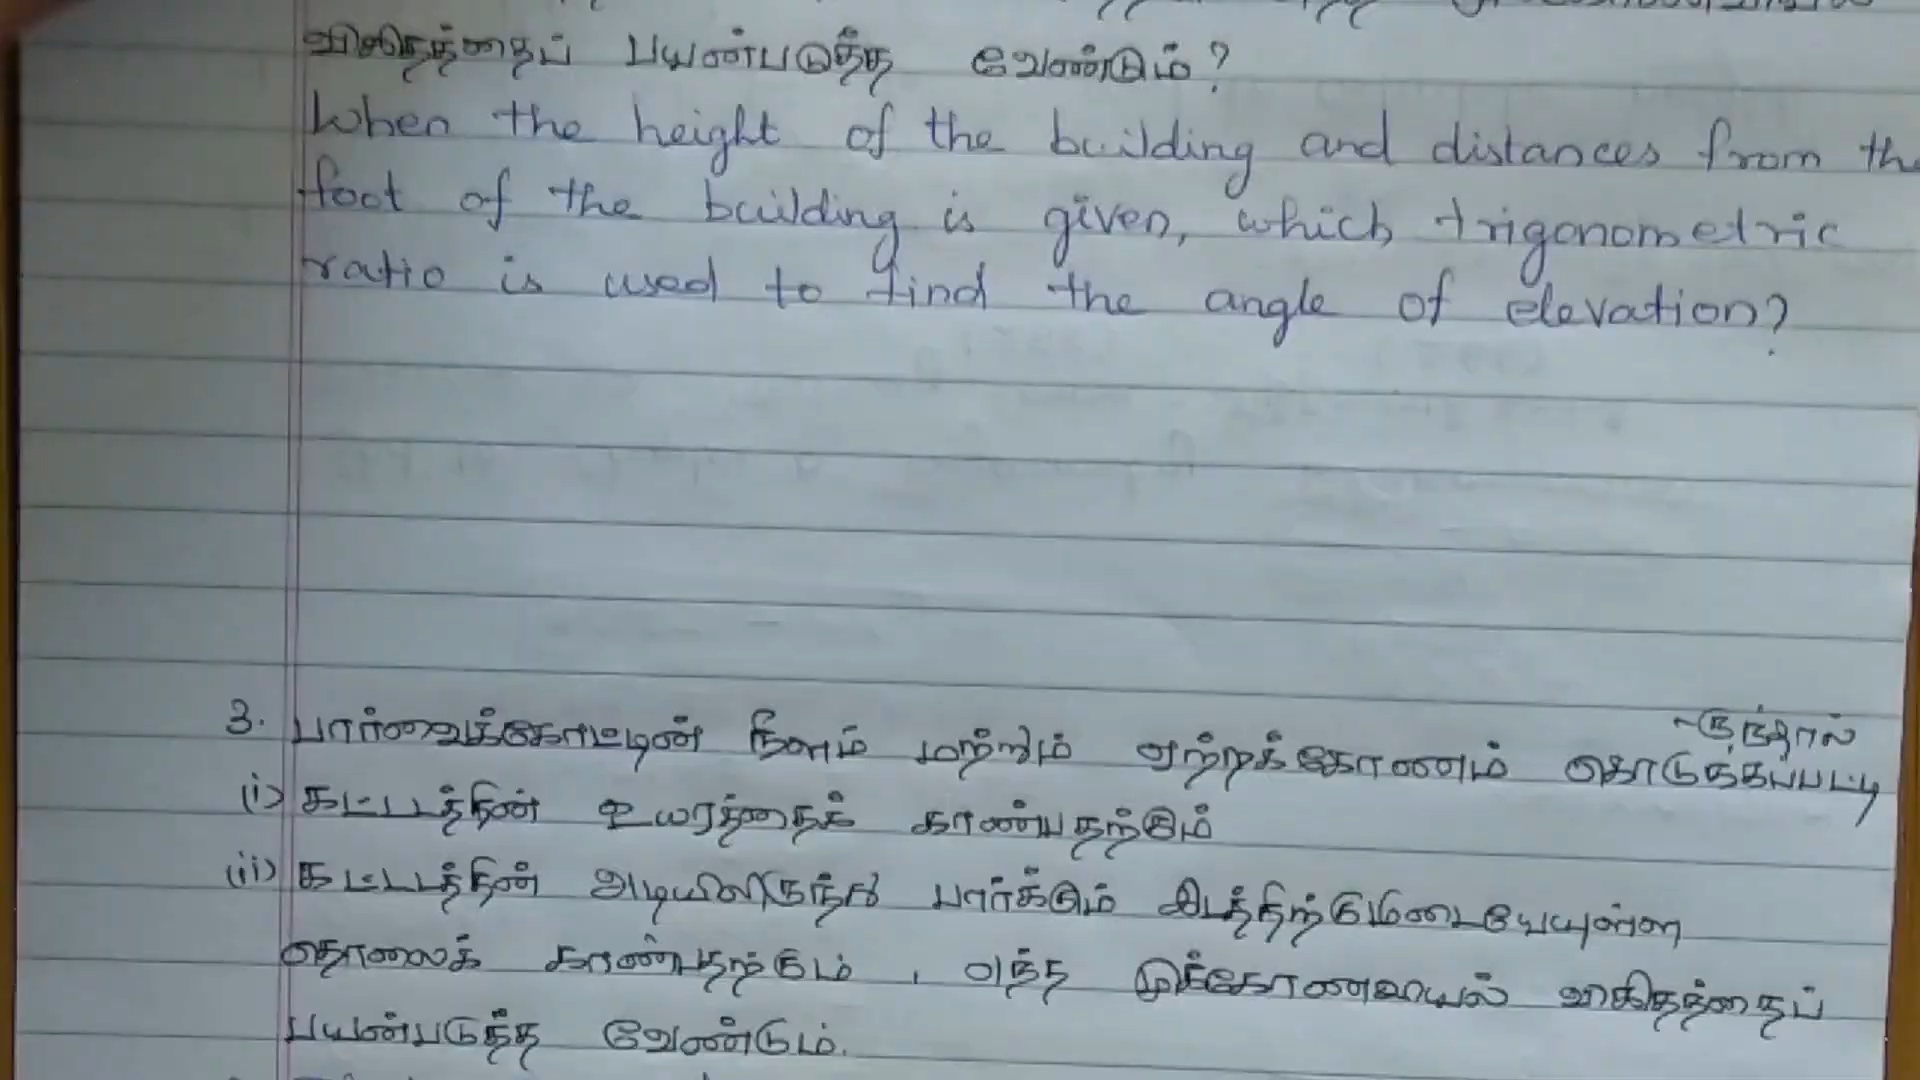 விகிதத்தைப் பயன்படுத்த வேண்டும்?
When the height of the building and distances from the
foot of the building is given, which trigonometric
ratio is used to find the angle of elevation?
3. பார்வைக்கோட்டின் நீளம் மற்றும் ஏற்றக்கோணம் கொடுக்கப்பட்டி
ருந்தால்
(i) கட்டடத்தின் உயரத்தைக் காண்பதற்கும்
(ii) கட்டடத்தின் அடியிலிருந்து பார்க்கும் இடத்திற்குமிடையேயுள்ள
தொலைக் காண்பதற்கும், எந்த முக்கோணவியல் விகிதத்தைப்
பயன்படுத்த வேண்டும்.